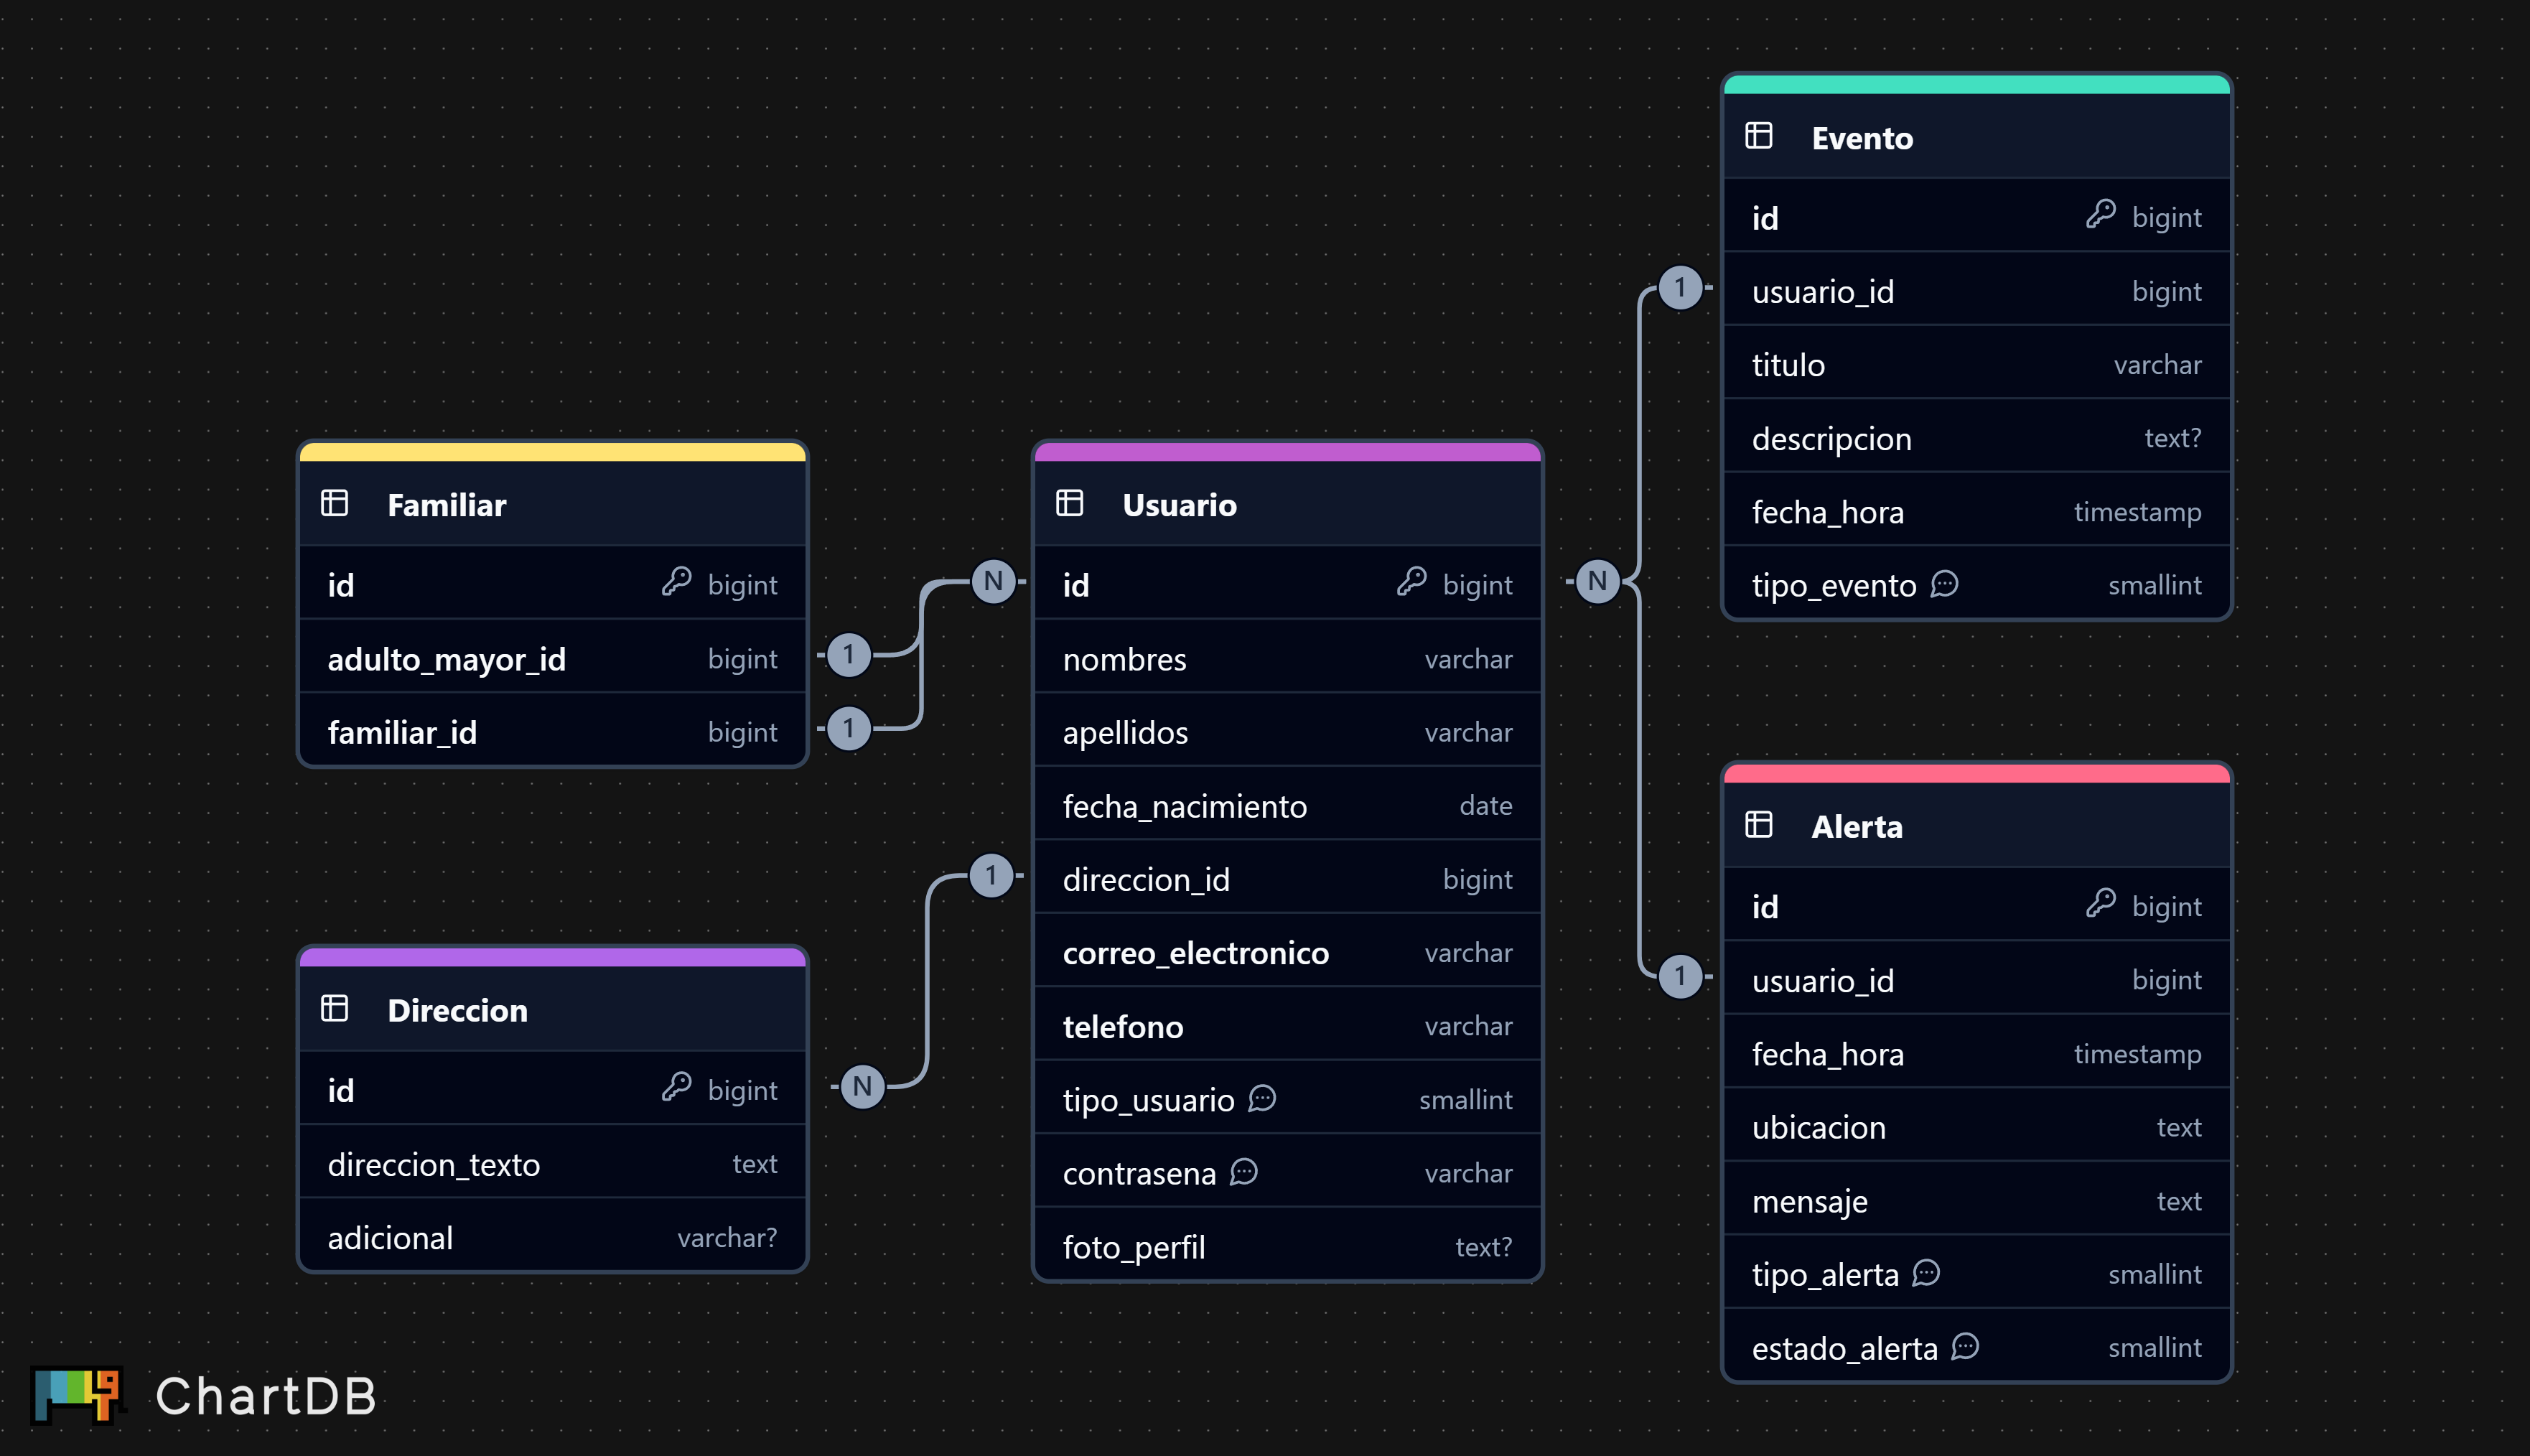 Familiar
id bigint
adulto_mayor_id bigint
familiar_id bigint
1
1
N
Direccion
id bigint
direccion_texto text
adicional varchar?
N
1
Usuario
id bigint
nombres varchar
apellidos varchar
fecha_nacimiento date
direccion_id bigint
correo_electronico varchar
telefono varchar
tipo_usuario smallint
contrasena varchar
foto_perfil text?
N
1
1
Evento
id bigint
usuario_id bigint
titulo varchar
descripcion text?
fecha_hora timestamp
tipo_evento smallint
Alerta
id bigint
usuario_id bigint
fecha_hora timestamp
ubicacion text
mensaje text
tipo_alerta smallint
estado_alerta smallint
ChartDB